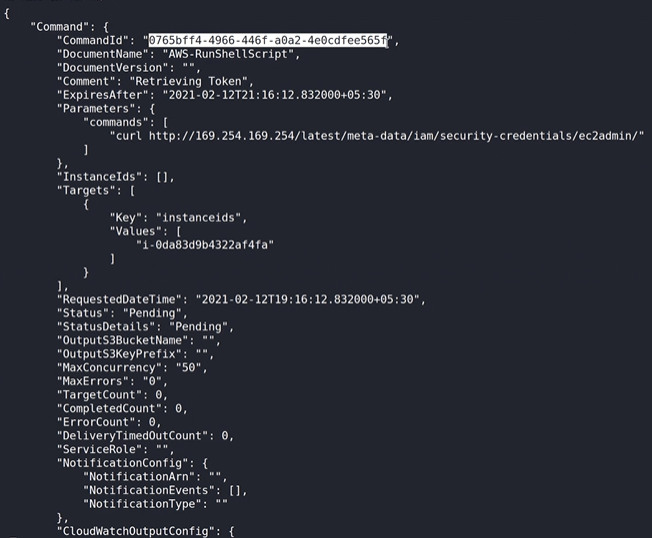 {
"Command": {
"CommandId": "0765bff4-4966-446f-a0a2-4e0cdfee565f",
"DocumentName": "AWS-RunShellScript",
"DocumentVersion": "",
"Comment": "Retrieving Token",
"ExpiresAfter": "2021-02-12T21:16:12.832000+05:30",
"Parameters": {
"commands": [
"curl http://169.254.169.254/latest/meta-data/iam/security-credentials/ec2admin/"
]
},
"InstanceIds": [],
"Targets": [
{
"Key": "instanceids",
"Values": [
"i-0da83d9b4322af4fa"
]
}
],
"RequestedDateTime": "2021-02-12T19:16:12.832000+05:30",
"Status": "Pending",
"StatusDetails": "Pending",
"OutputS3BucketName": "",
"OutputS3KeyPrefix": "",
"MaxConcurrency": "50",
"MaxErrors": "0",
"TargetCount": 0,
"CompletedCount": 0,
"ErrorCount": 0,
"DeliveryTimedOutCount": 0,
"ServiceRole": "",
"NotificationConfig": {
"NotificationArn": "",
"NotificationEvents": [],
"NotificationType": ""
},
"CloudWatchOutputConfig": {